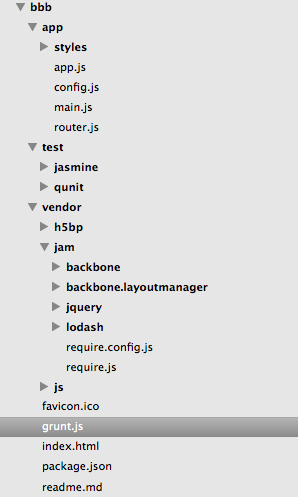 bbb
app
styles
app.js
config.js
main.js
router.js
test
jasmine
qunit
vendor
h5bp
jam
backbone
backbone.layoutmanager
jquery
lodash
require.config.js
require.js
js
favicon.ico
grunt.js
index.html
package.json
readme.md